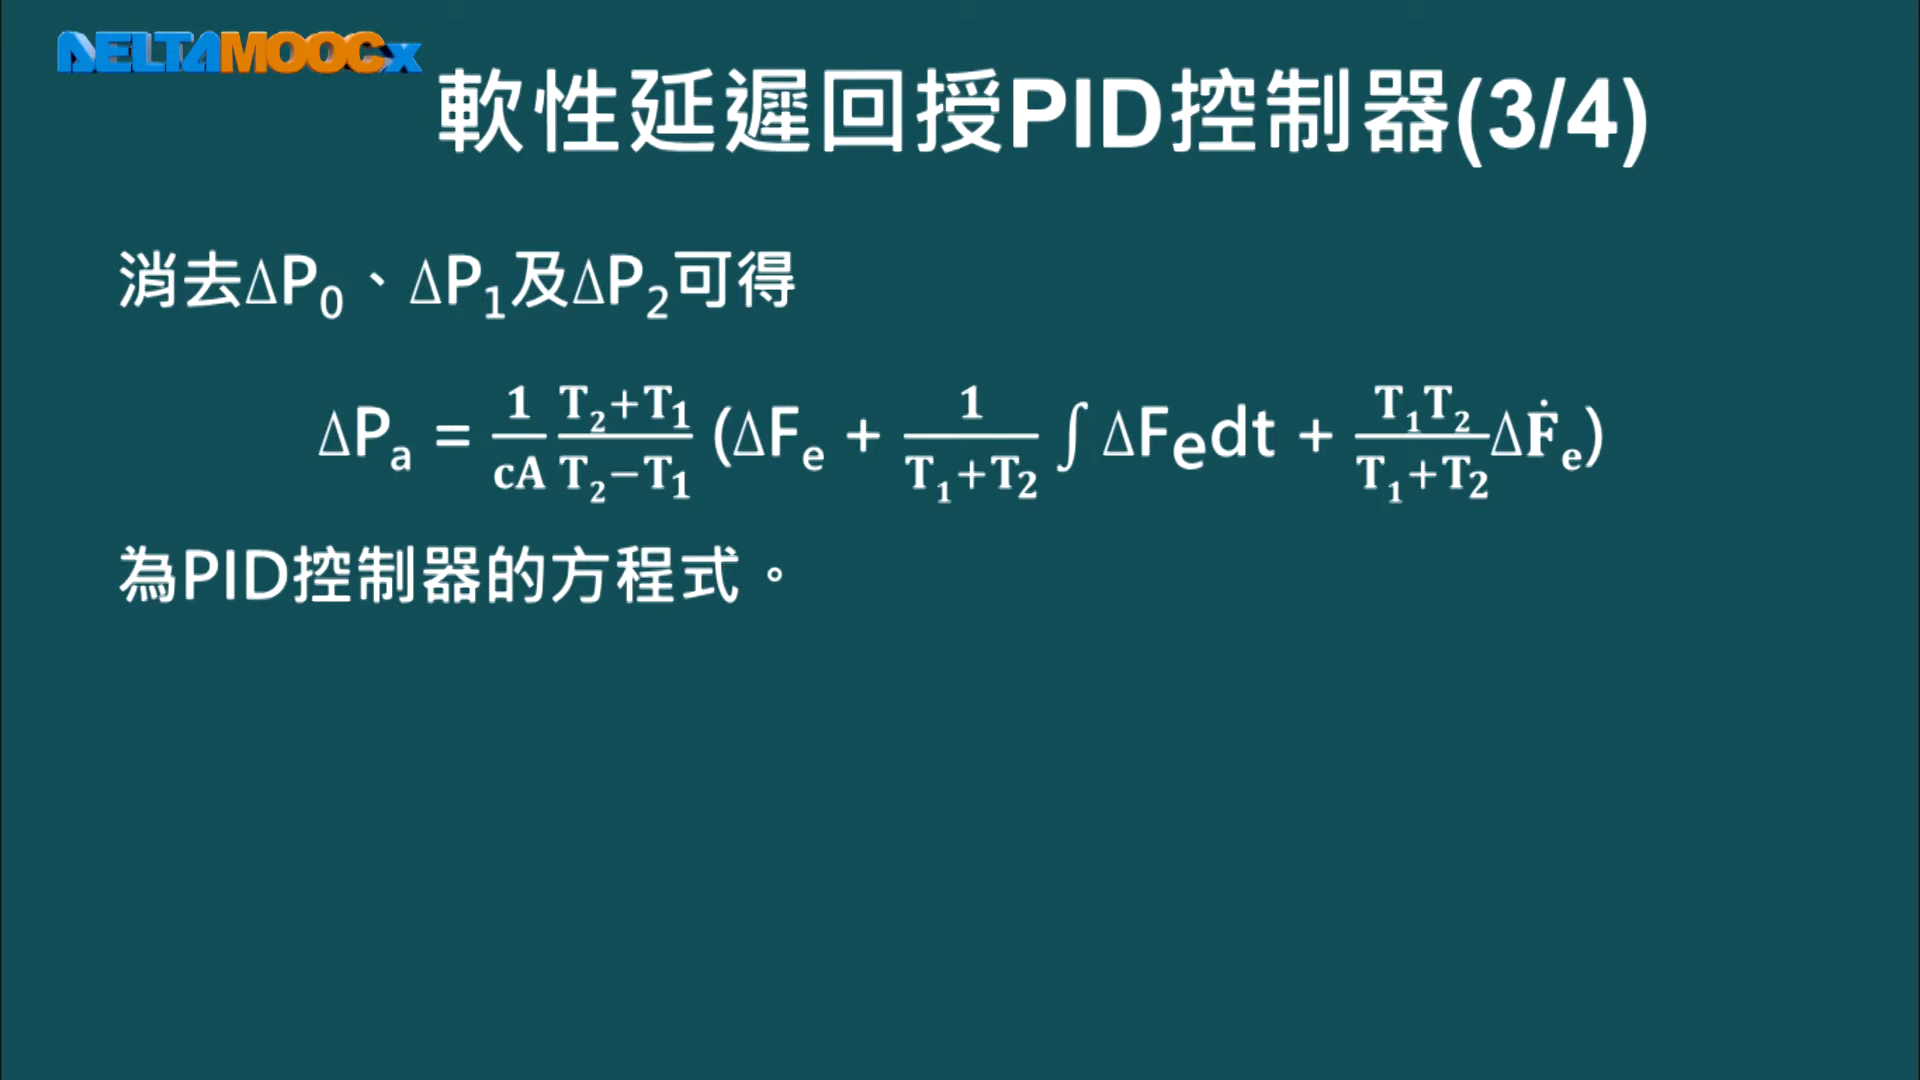 DELTAMOOCx
軟性延遲回授PID控制器(3/4)
消去ΔP₀、ΔP₁及ΔP₂可得
ΔPₐ = 1/cA (T₂+T₁)/(T₂−T₁) (ΔFₑ + 1/(T₁+T₂) ∫ ΔFₑdt + T₁T₂/(T₁+T₂) ΔḞₑ)
為PID控制器的方程式。